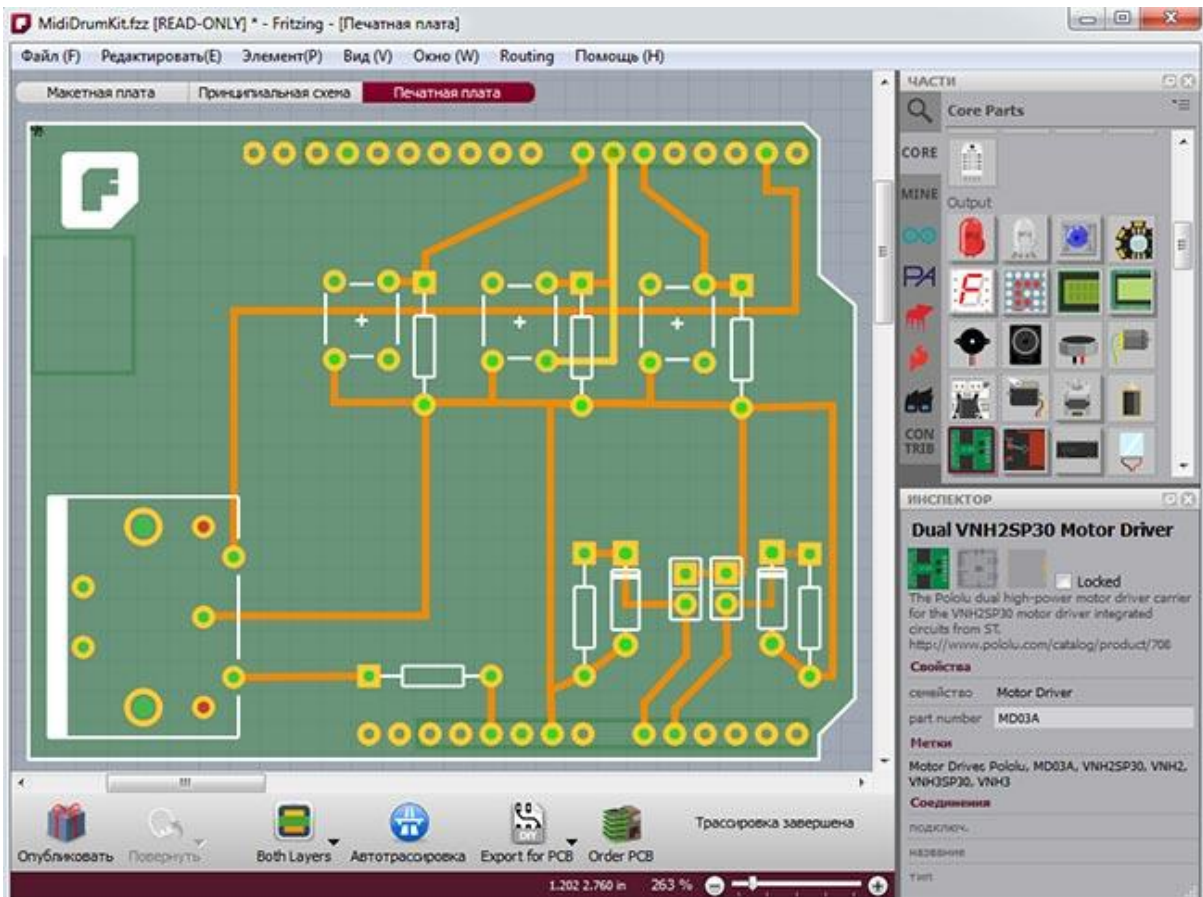 MidiDrumKit.fzz [READ-ONLY] * - Fritzing - [Печатная плата]
Файл (F) Редактировать(E) Элемент(P) Вид (V) Окно (W) Routing Помощь (H)
Макетная плата Принципиальная схема Печатная плата
ЧАСТИ
Core Parts
CORE
MINE
Output
PA
CON
TRIB
ИНСПЕКТОР
Dual VNH2SP30 Motor Driver
Locked
The Pololu dual high-power motor driver carrier
for the VNH2SP30 motor driver integrated
circuits from ST.
http://www.pololu.com/catalog/product/708
Свойства
семейство Motor Driver
part number MD03A
Метки
Motor Driver, Pololu, MD03A, VNH2SP30, VNH2,
VNH3SP30, VNH3
Соединения
подключ.
название
тип
Опубликовать Повернуть Both Layers Автотрассировка Export for PCB Order PCB
Трассировка завершена
1.202 2.760 in 263 %